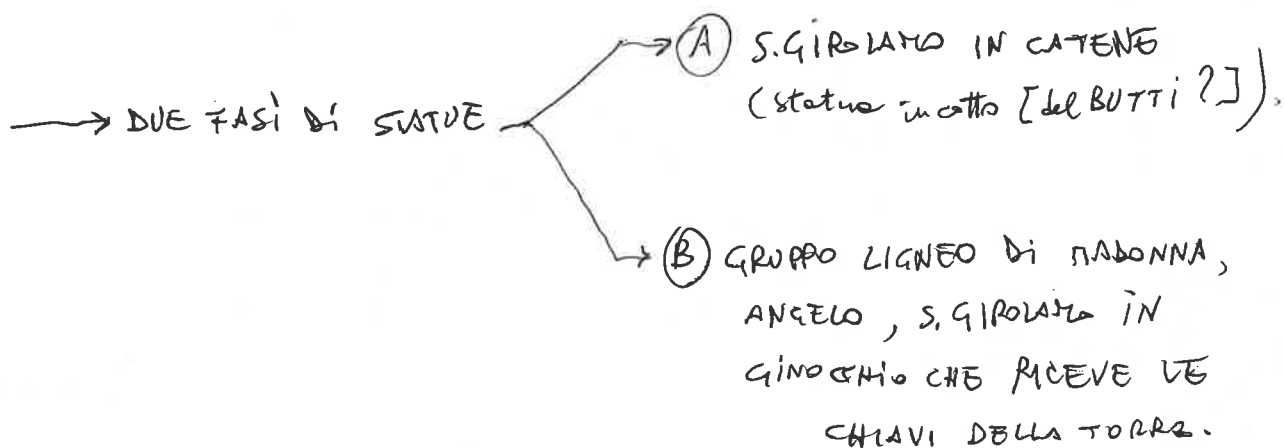 DUE FASI DI STATUE
A S. GIROLAMO IN CATENE
(statua in cotto [del BUTTI?]).
B GRUPPO LIGNEO DI MADONNA,
ANGELO, S. GIROLAMO IN
GINOCCHIO CHE RICEVE LE
CHIAVI DELLA TORRE.